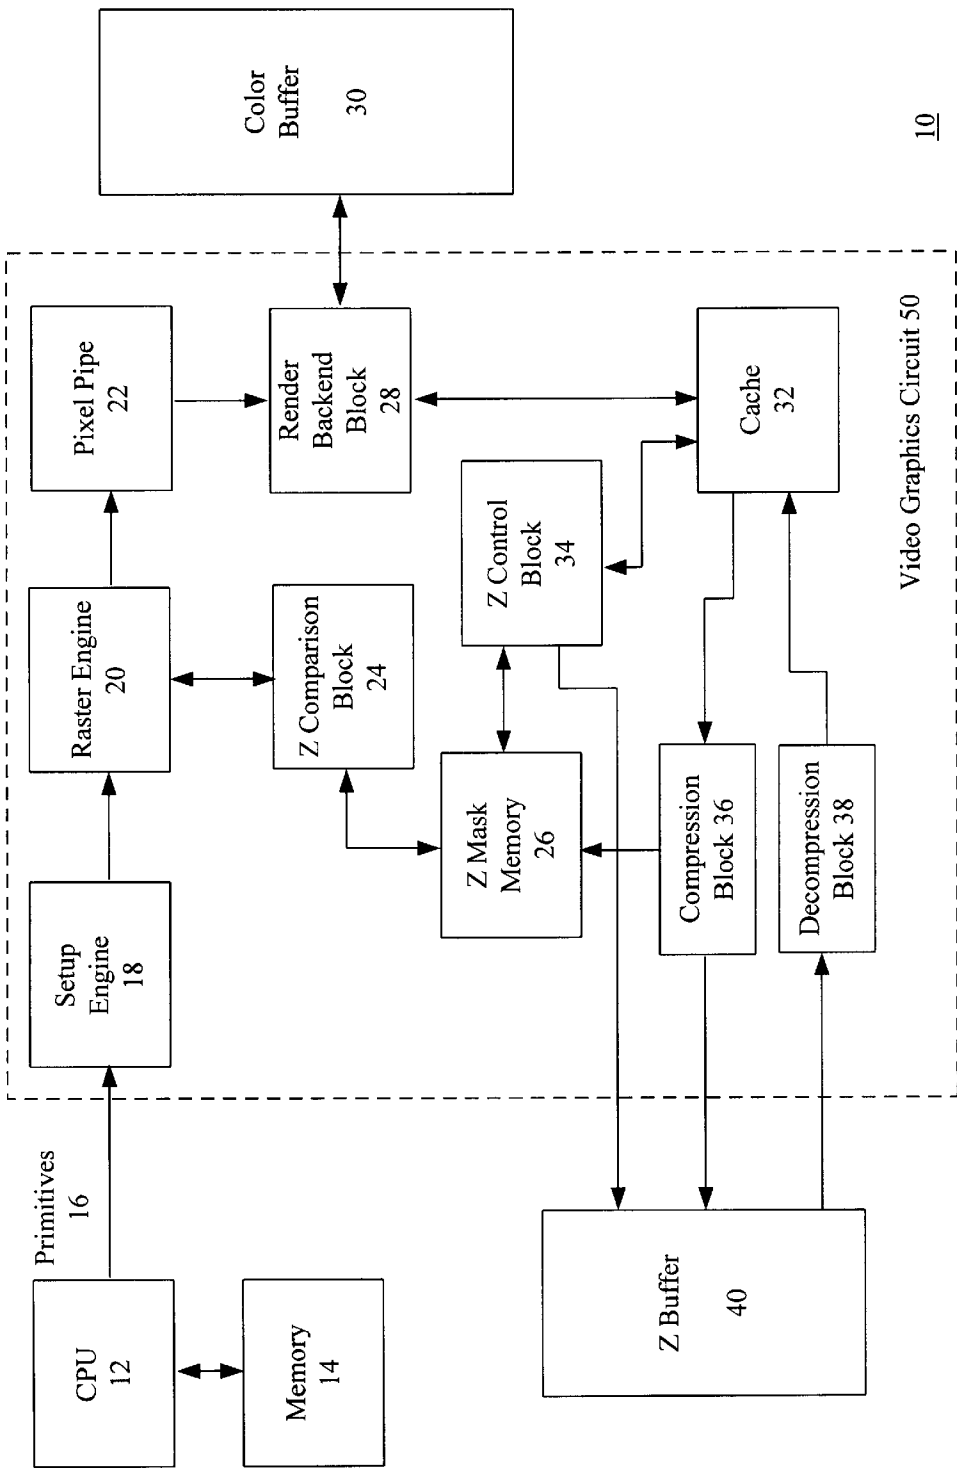 CPU
12
Primitives
16
Setup
Engine
18
Raster Engine
20
Pixel Pipe
22
Memory
14
Z Comparison
Block
24
Render
Backend
Block
28
Color
Buffer
30
Z Mask
Memory
26
Z Control
Block
34
Z Buffer
40
Compression
Block 36
Cache
32
Decompression
Block 38
Video Graphics Circuit 50
10